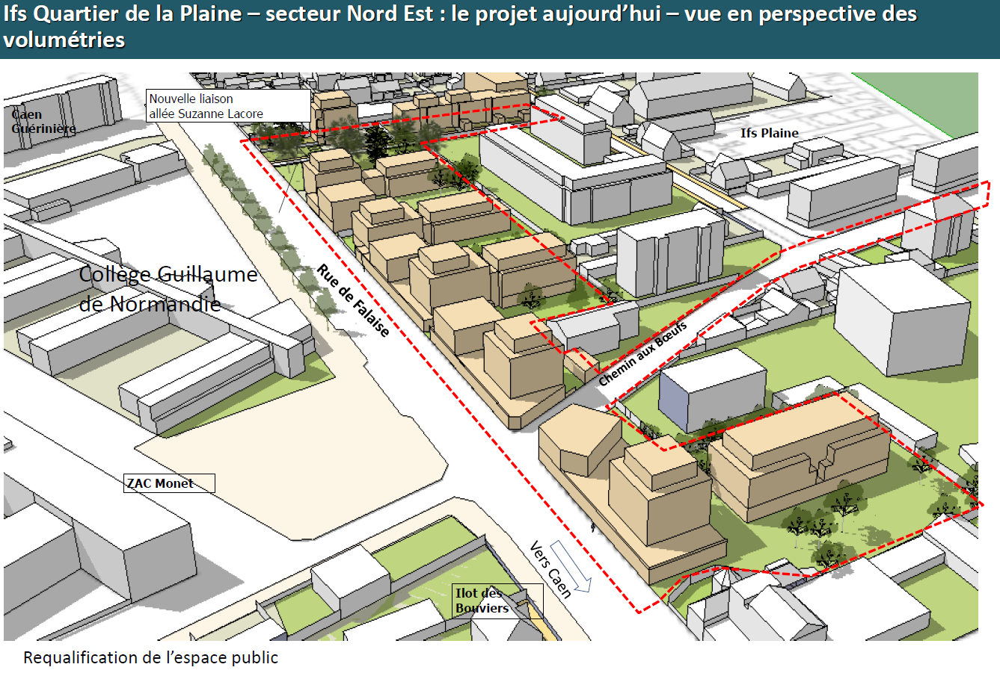 Ifs Quartier de la Plaine – secteur Nord Est : le projet aujourd’hui – vue en perspective des
volumétries
Nouvelle liaison
allée Suzanne Lacore
Caen
Guérinière
Ifs Plaine
Collège Guillaume
de Normandie
Rue de Falaise
Chemin aux Bœufs
ZAC Monet
Vers Caen
Ilot des
Bouviers
Requalification de l’espace public